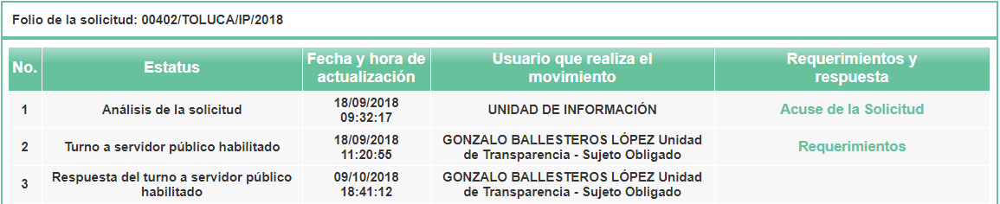 Folio de la solicitud: 00402/TOLUCA/IP/2018
No.
Estatus
Fecha y hora de
actualización
Usuario que realiza el
movimiento
Requerimientos y
respuesta
1
Análisis de la solicitud
18/09/2018
09:32:17
UNIDAD DE INFORMACIÓN
Acuse de la Solicitud
2
Turno a servidor público habilitado
18/09/2018
11:20:55
GONZALO BALLESTEROS LÓPEZ Unidad
de Transparencia - Sujeto Obligado
Requerimientos
3
Respuesta del turno a servidor público
habilitado
09/10/2018
18:41:12
GONZALO BALLESTEROS LÓPEZ Unidad
de Transparencia - Sujeto Obligado